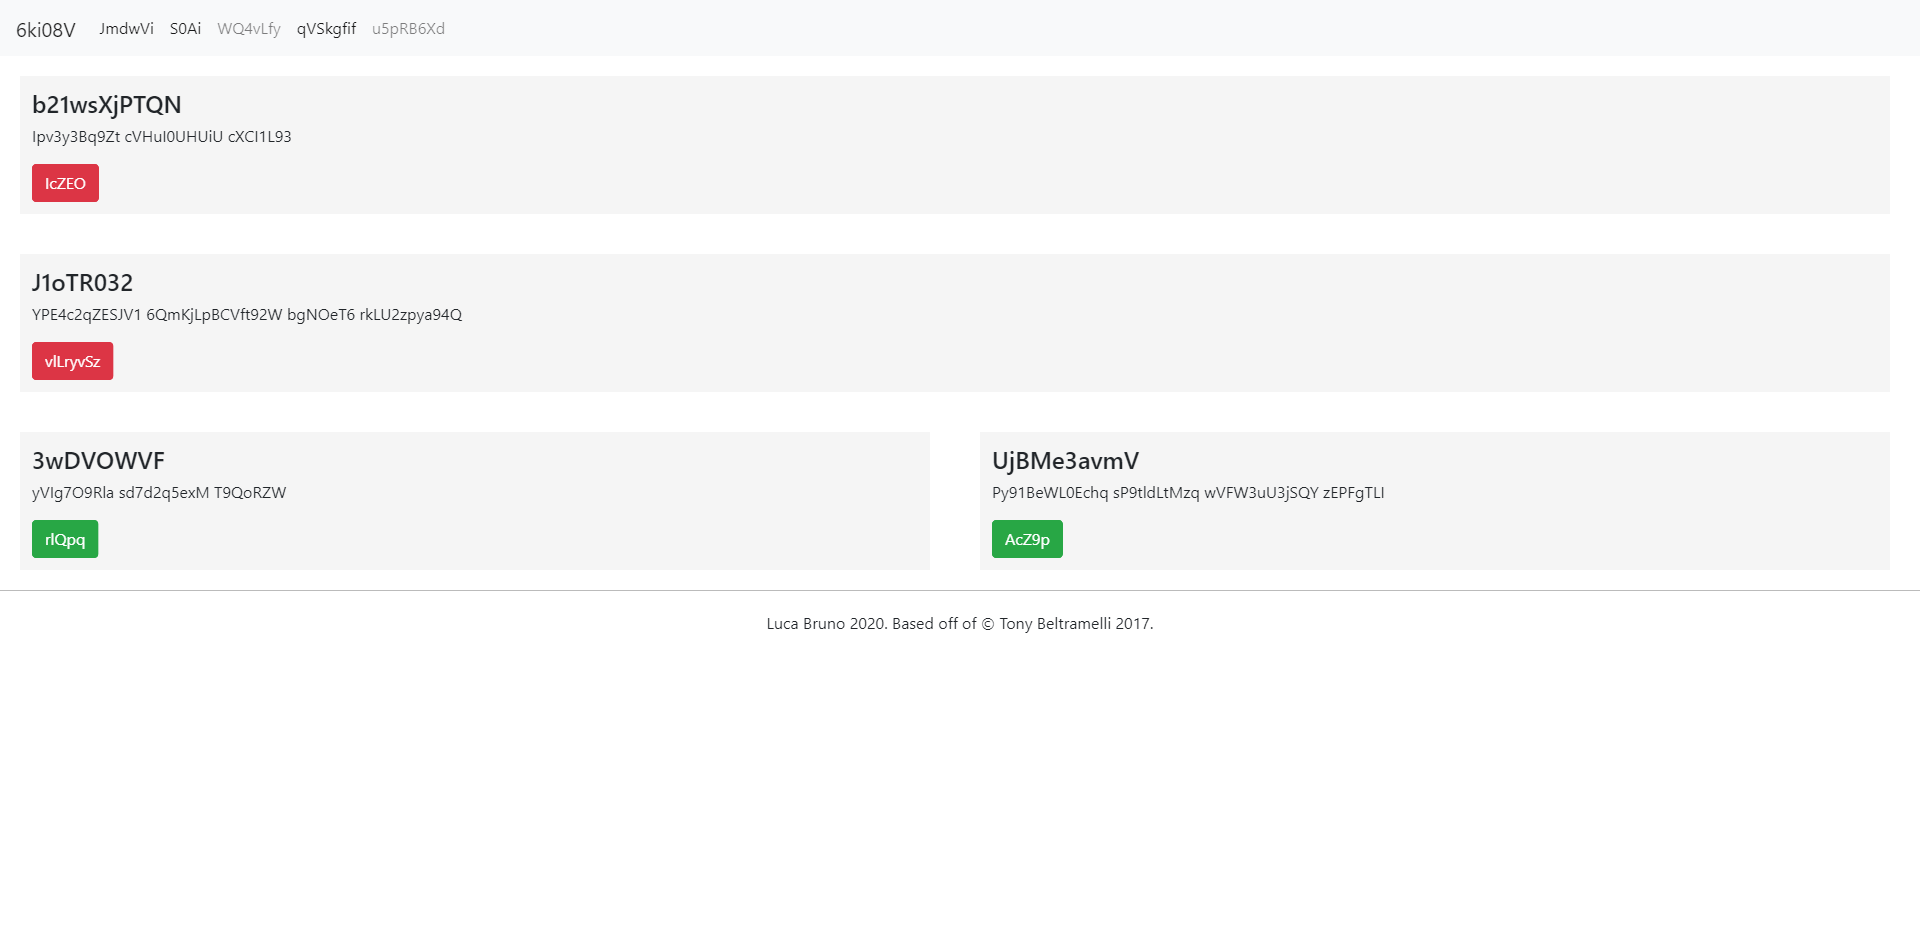 6ki08V JmdwVi S0Ai WQ4vLfy qVSkgfif u5pRB6Xd
b21wsXjPTQN
Ipv3y3Bq9Zt cVHuI0UHUiU cXCI1L93
IcZEO
J1oTR032
YPE4c2qZESJV1 6QmKjLpBCVft92W bgNOeT6 rkLU2zpya94Q
vlLryvSz
3wDVOWVF
yVIg7O9Rla sd7d2q5exM T9QoRZW
rlQpq
UjBMe3avmV
Py91BeWL0Echq sP9tldLtMzq wVFW3uU3jSQY zEPFgTLI
AcZ9p
Luca Bruno 2020. Based off of © Tony Beltramelli 2017.